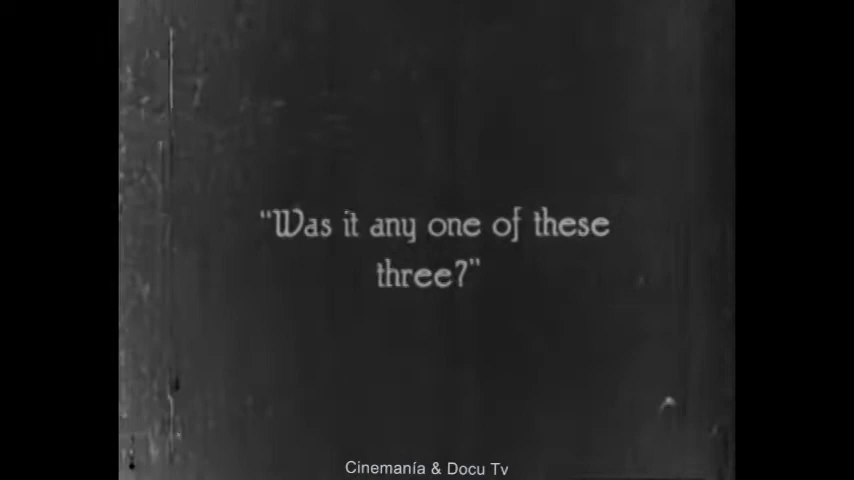 "Was it any one of these
three?"
Cinemanía & Docu Tv